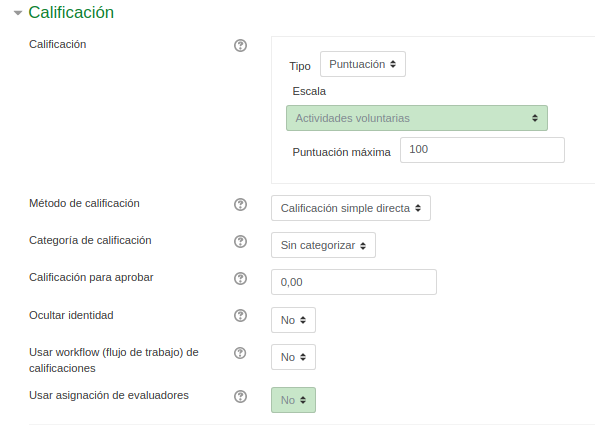 Calificación
Calificación
Tipo Puntuación
Escala
Actividades voluntarias
Puntuación máxima 100
Método de calificación Calificación simple directa
Categoría de calificación Sin categorizar
Calificación para aprobar 0,00
Ocultar identidad No
Usar workflow (flujo de trabajo) de No
calificaciones
Usar asignación de evaluadores No